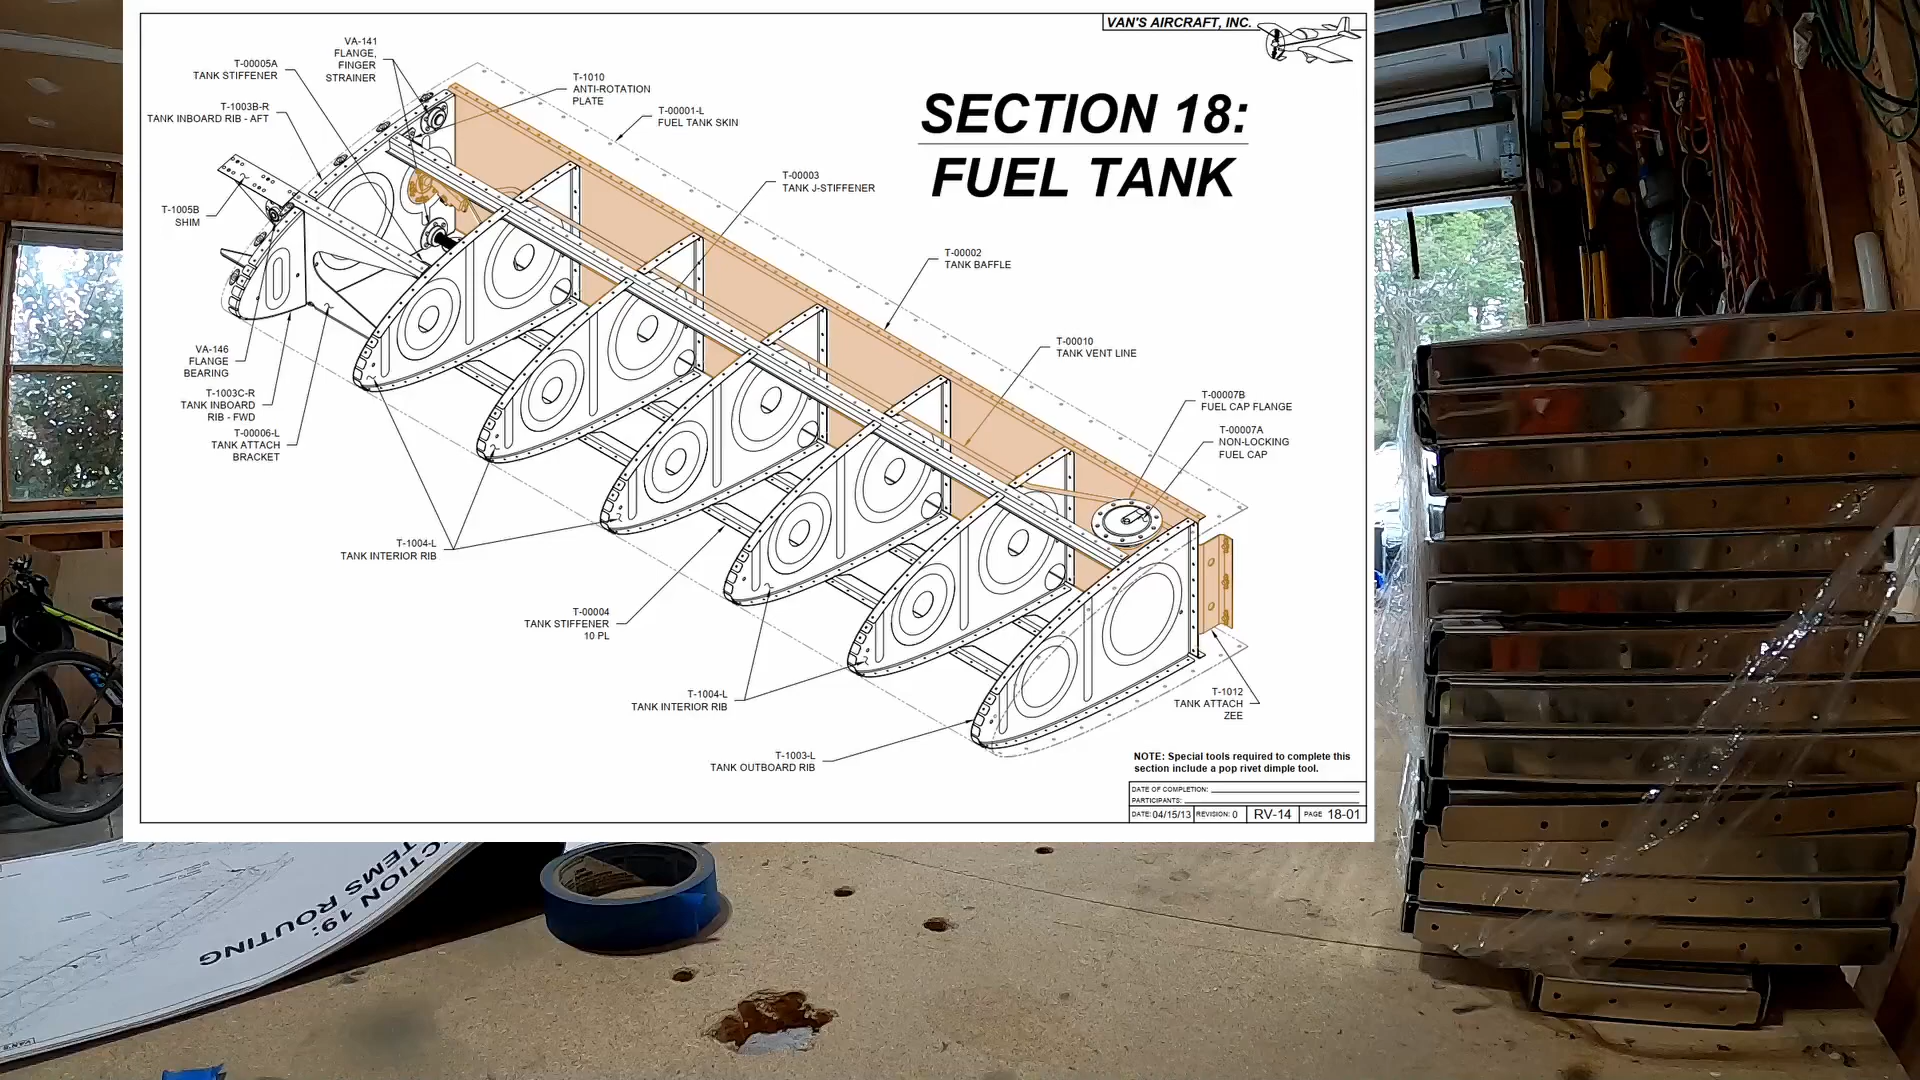 VAN'S AIRCRAFT, INC.
SECTION 18:
FUEL TANK
VA-141
FLANGE,
FINGER
STRAINER
T-00005A
TANK STIFFENER
T-1010
ANTI-ROTATION
PLATE
T-1003B-R
TANK INBOARD RIB - AFT
T-00001-L
FUEL TANK SKIN
T-00003
TANK J-STIFFENER
T-1005B
SHIM
T-00002
TANK BAFFLE
T-00010
TANK VENT LINE
VA-146
FLANGE
BEARING
T-1003C-R
TANK INBOARD
RIB - FWD
T-00006-L
TANK ATTACH
BRACKET
T-00007B
FUEL CAP FLANGE
T-00007A
NON-LOCKING
FUEL CAP
T-1004-L
TANK INTERIOR RIB
T-00004
TANK STIFFENER
10 PL
T-1004-L
TANK INTERIOR RIB
T-1012
TANK ATTACH
ZEE
T-1003-L
TANK OUTBOARD RIB
NOTE: Special tools required to complete this
section include a pop rivet dimple tool.
DATE OF COMPLETION:
PARTICIPANTS:
DATE: 04/15/13 REVISION: 0 RV-14 PAGE 18-01
CTION 19:
TEMS ROUTING
VAN'S